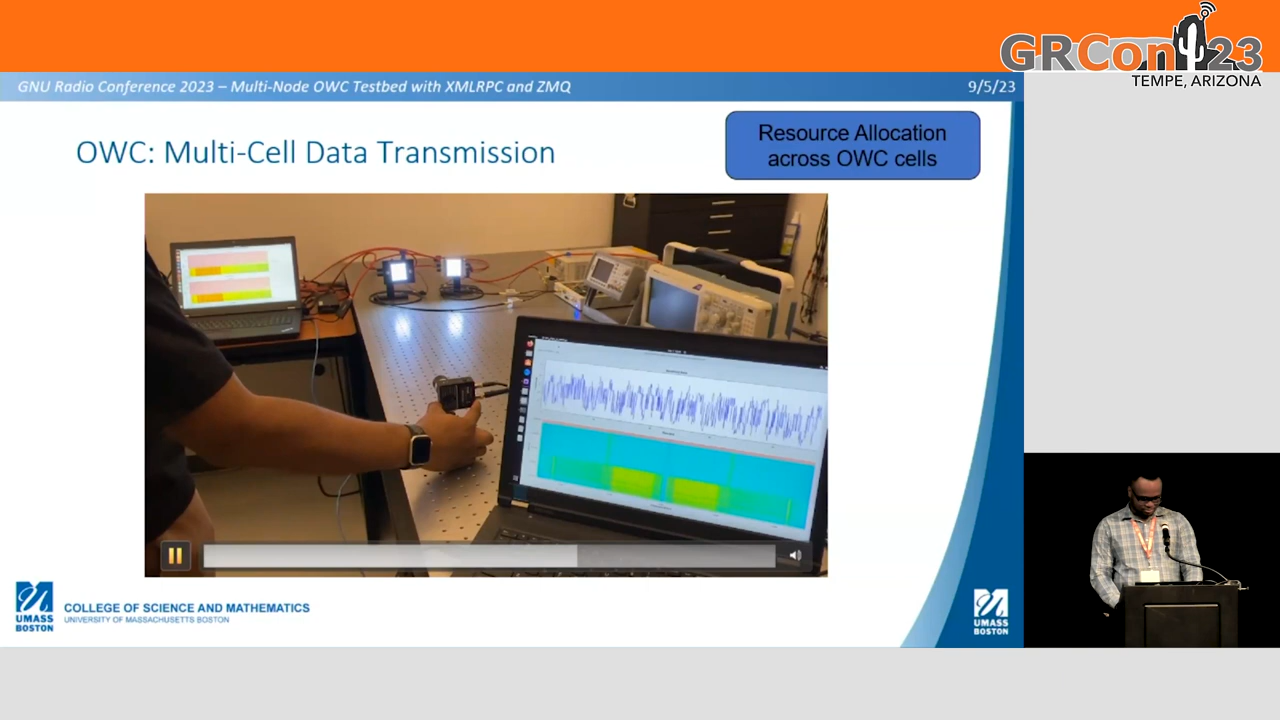 GRCon 23
TEMPE, ARIZONA
GNU Radio Conference 2023 – Multi-Node OWC Testbed with XMLRPC and ZMQ
9/5/23
OWC: Multi-Cell Data Transmission
Resource Allocation
across OWC cells
UMASS
BOSTON
COLLEGE OF SCIENCE AND MATHEMATICS
UNIVERSITY OF MASSACHUSETTS BOSTON
UMASS
BOSTON